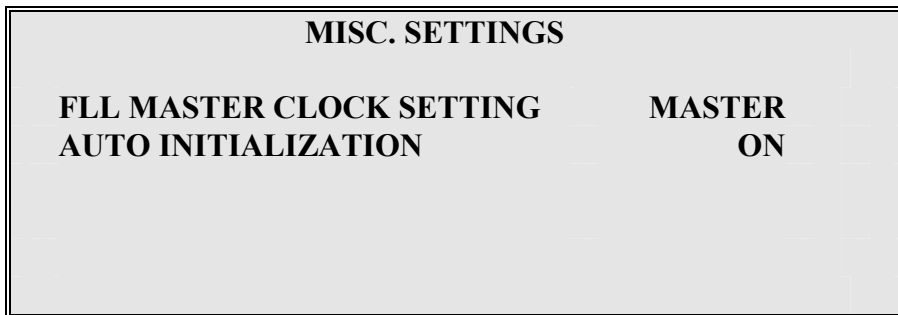 MISC. SETTINGS
FLL MASTER CLOCK SETTING MASTER
AUTO INITIALIZATION ON